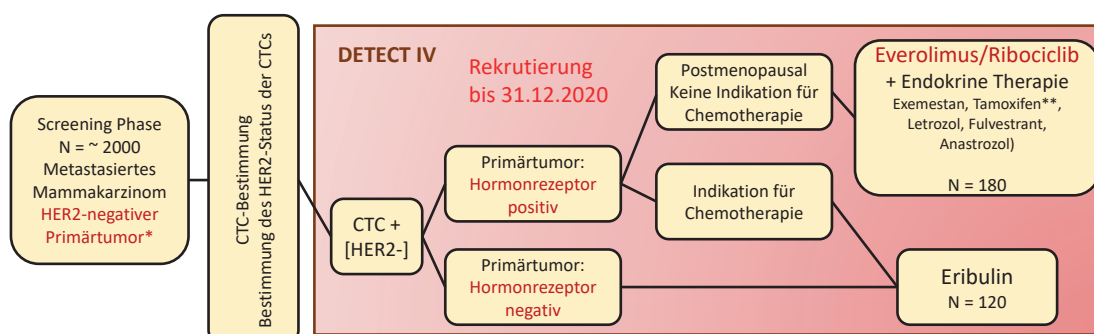 Screening Phase
N = ~ 2000
Metastasiertes
Mammakarzinom
HER2-negativer
Primärtumor*
CTC-Bestimmung
Bestimmung des HER2-Status der CTCs
DETECT IV
Rekrutierung
bis 31.12.2020
CTC +
[HER2-]
Primärtumor:
Hormonrezeptor
positiv
Primärtumor:
Hormonrezeptor
negativ
Postmenopausal
Keine Indikation für
Chemotherapie
Indikation für
Chemotherapie
Everolimus/Ribociclib
+ Endokrine Therapie
Exemestan, Tamoxifen**,
Letrozol, Fulvestrant,
Anastrozol)
N = 180
Eribulin
N = 120